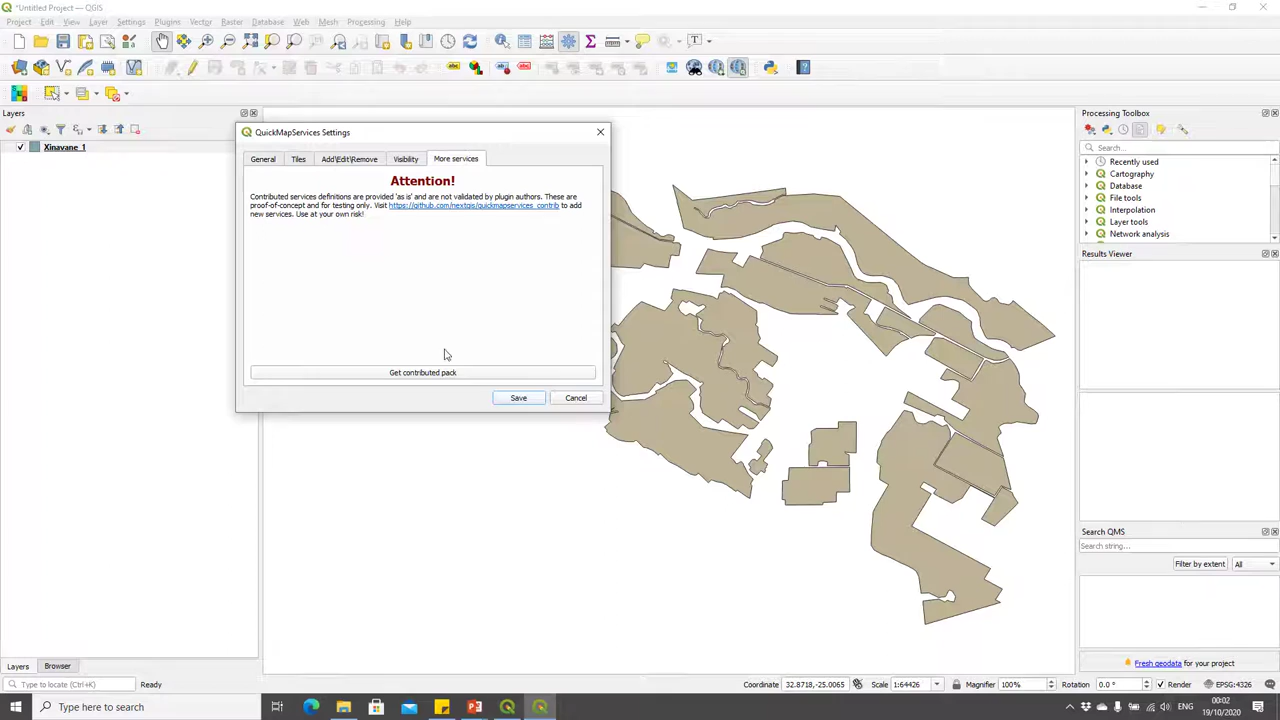 *Untitled Project — QGIS
Project Edit View Layer Settings Plugins Vector Raster Database Web Mesh Processing Help
Layers
Xinavane_1
QuickMapServices Settings
General Tiles Add\Edit\Remove Visibility More services
Attention!
Contributed services definitions are provided 'as is' and are not validated by plugin authors. These are
proof-of-concept and for testing only. Visit https://github.com/nextgis/quickmapservices_contrib to add
new services. Use at your own risk!
Get contributed pack
Save Cancel
Processing Toolbox
Search...
Recently used
Cartography
Database
File tools
Interpolation
Layer tools
Network analysis
Results Viewer
Search QMS
Search string...
Filter by extent All
Fresh geodata for your project
Layers Browser
Type to locate (Ctrl+K) Ready Coordinate 32.8718,-25.0065 Scale 1:64426 Magnifier 100% Rotation 0.0 ° Render EPSG:4326
Type here to search
ENG
00:02
19/10/2020